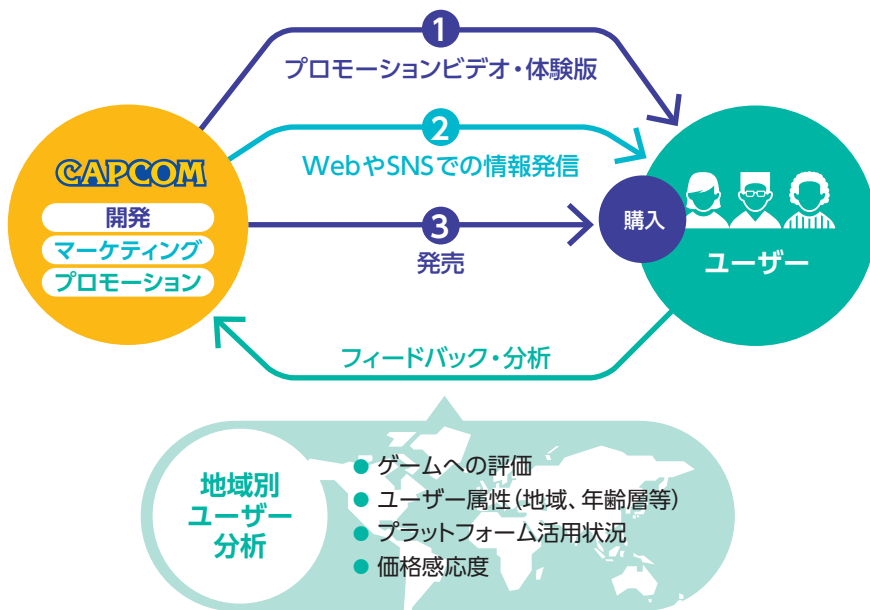 1
プロモーションビデオ・体験版
2
WebやSNSでの情報発信
CAPCOM
開発
マーケティング
プロモーション
3
発売
購入
ユーザー
フィードバック・分析
地域別
ユーザー
分析
● ゲームへの評価
● ユーザー属性(地域、年齢層等)
● プラットフォーム活用状況
● 価格感応度